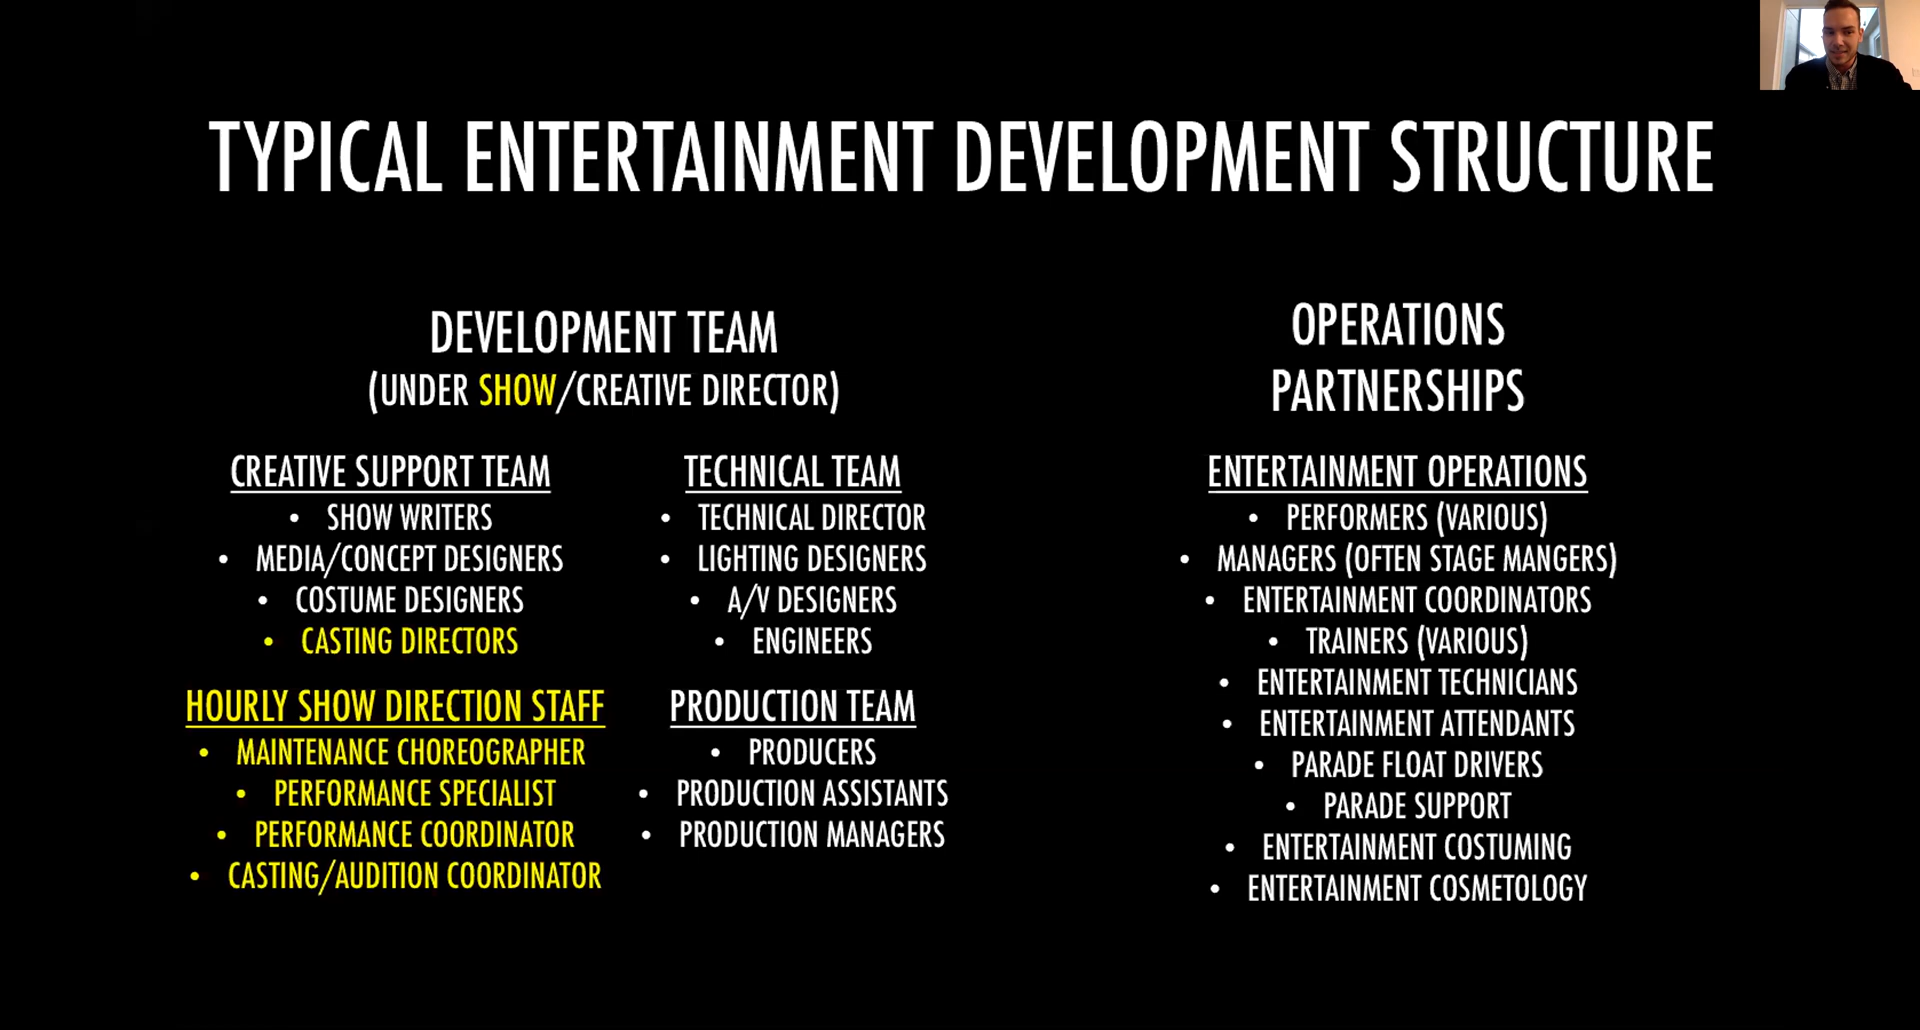 TYPICAL ENTERTAINMENT DEVELOPMENT STRUCTURE
DEVELOPMENT TEAM
(UNDER SHOW/CREATIVE DIRECTOR)
CREATIVE SUPPORT TEAM
• SHOW WRITERS
• MEDIA/CONCEPT DESIGNERS
• COSTUME DESIGNERS
• CASTING DIRECTORS
HOURLY SHOW DIRECTION STAFF
• MAINTENANCE CHOREOGRAPHER
• PERFORMANCE SPECIALIST
• PERFORMANCE COORDINATOR
• CASTING/AUDITION COORDINATOR
TECHNICAL TEAM
• TECHNICAL DIRECTOR
• LIGHTING DESIGNERS
• A/V DESIGNERS
• ENGINEERS
PRODUCTION TEAM
• PRODUCERS
• PRODUCTION ASSISTANTS
• PRODUCTION MANAGERS
OPERATIONS
PARTNERSHIPS
ENTERTAINMENT OPERATIONS
• PERFORMERS (VARIOUS)
• MANAGERS (OFTEN STAGE MANGERS)
• ENTERTAINMENT COORDINATORS
• TRAINERS (VARIOUS)
• ENTERTAINMENT TECHNICIANS
• ENTERTAINMENT ATTENDANTS
• PARADE FLOAT DRIVERS
• PARADE SUPPORT
• ENTERTAINMENT COSTUMING
• ENTERTAINMENT COSMETOLOGY